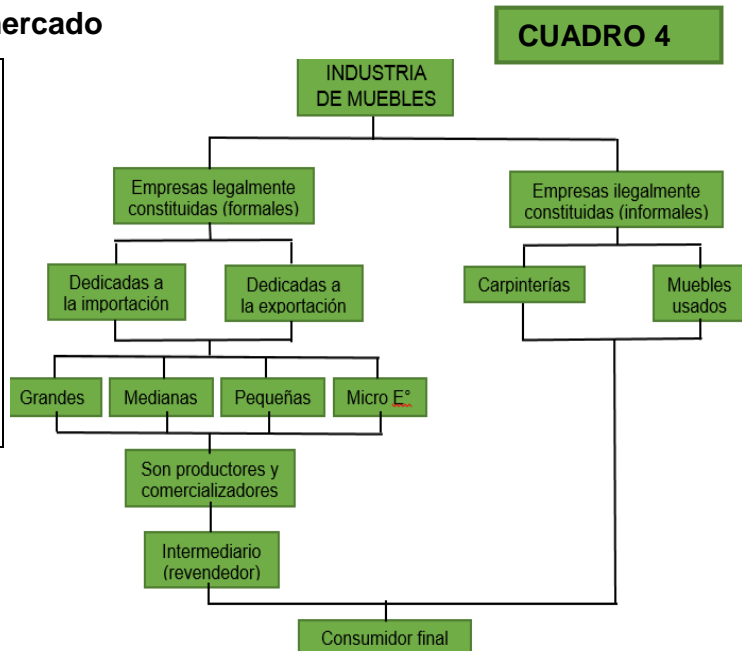 mercado
CUADRO 4
INDUSTRIA
DE MUEBLES
Empresas legalmente
constituidas (formales)
Empresas ilegalmente
constituidas (informales)
Dedicadas a
la importación
Dedicadas a
la exportación
Carpinterías
Muebles
usados
Grandes
Medianas
Pequeñas
Micro E°
Son productores y
comercializadores
Intermediario
(revendedor)
Consumidor final